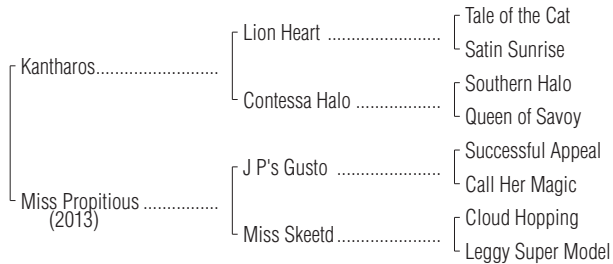 Tale of the Cat
Lion Heart ..................
Satin Sunrise
Kantharos........................
Southern Halo
Contessa Halo ................
Queen of Savoy
Successful Appeal
J P's Gusto .................
Call Her Magic
Miss Propitious ...............
(2013)
Cloud Hopping
Miss Skeetd....................
Leggy Super Model